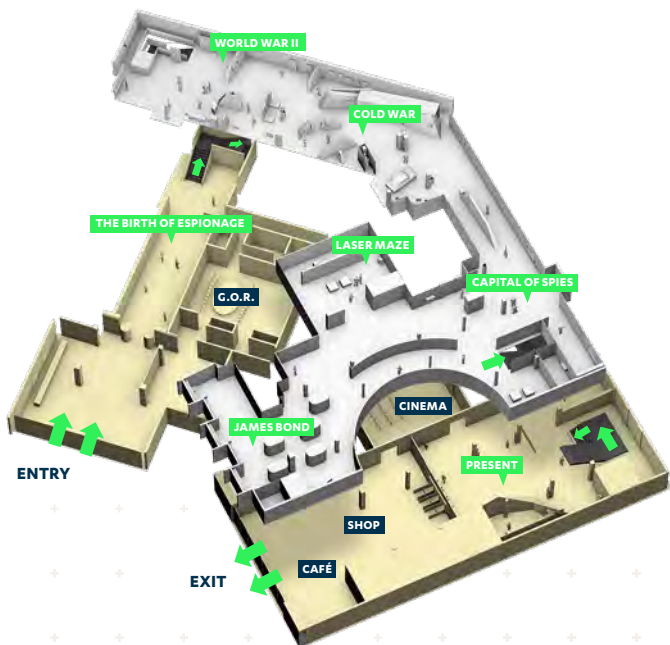 WORLD WAR II
COLD WAR
THE BIRTH OF ESPIONAGE
LASER MAZE
CAPITAL OF SPIES
G.O.R.
CINEMA
JAMES BOND
PRESENT
ENTRY
SHOP
CAFÉ
EXIT